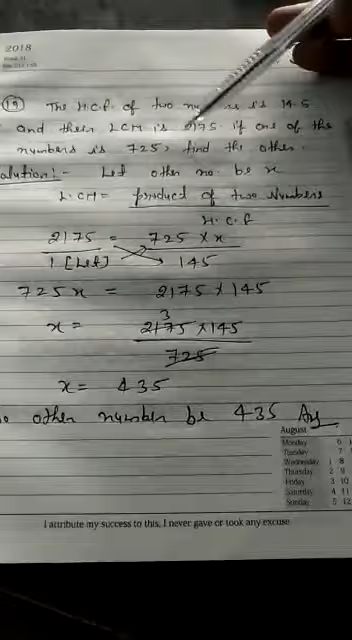 2018
15 The H.C.F of two is 145
and their LCM is 2175. if one of the
numbers is 725, find the other.
Solution:- Let other no. be x
L.CM = product of two Numbers
H.C.F
2175 = 725 × x
1 [Let] 145
725x = 2175 × 145
x = 3
2175 × 145
725
x = 435
other number be 435 Ans
August
Monday 6
Tuesday 7
Wednesday 1 8
Thursday 2 9
Friday 3 10
Saturday 4 11
Sunday 5 12
I attribute my success to this, I never gave or took any excuse